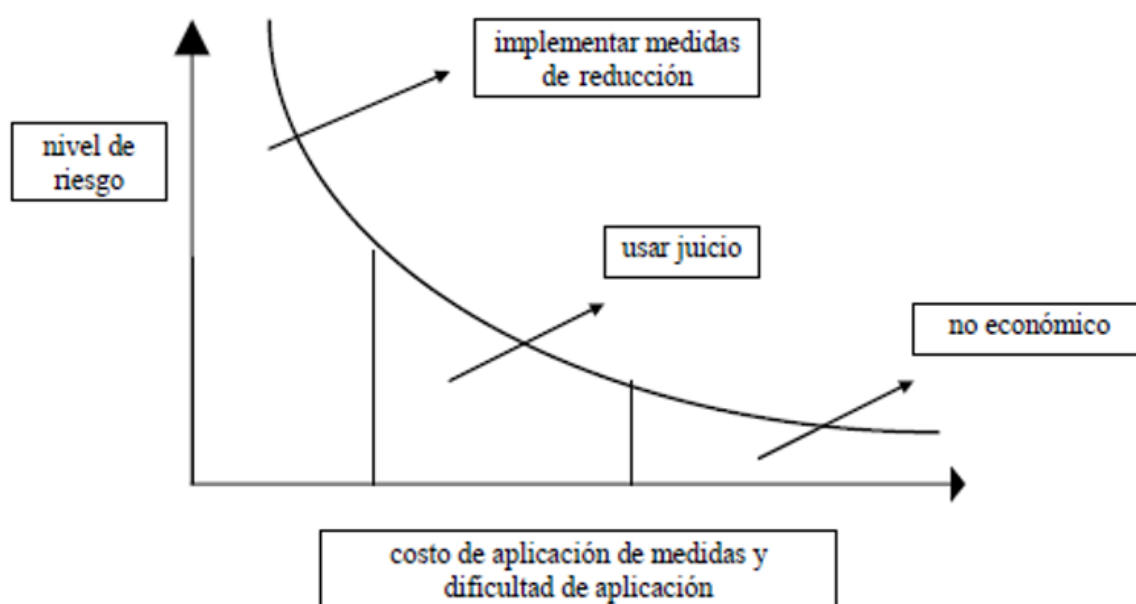 implementar medidas
de reducción
nivel de
riesgo
usar juicio
no económico
costo de aplicación de medidas y
dificultad de aplicación